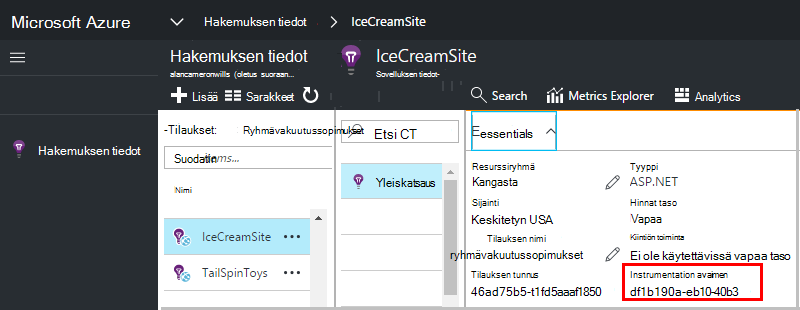 Microsoft Azure
Hakemuksen tiedot
IceCreamSite
Hakemuksen tiedot
alancameronwills (oletus suoraan...
IceCreamSite
Sovelluksen tiedot-
Lisää
Sarakkeet
Search
Metrics Explorer
Analytics
Hakemuksen tiedot
-Tilaukset: Ryhmävakuutussopimukset
Suodatin
Nimi
IceCreamSite
TailSpinToys
Etsi CT
Yleiskatsaus
Eessentials
Resurssiryhmä
Kangasta
Tyyppi
ASP.NET
Sijainti
Keskitetyn USA
Hinnat taso
Vapaa
Tilauksen nimi
ryhmävakuutussopimukset
Kiintiön toiminta
Ei ole käytettävissä vapaa taso
Tilauksen tunnus
46ad75b5-t1fd5aaaf1850
Instrumentation avaimen
df1b190a-eb10-40b3